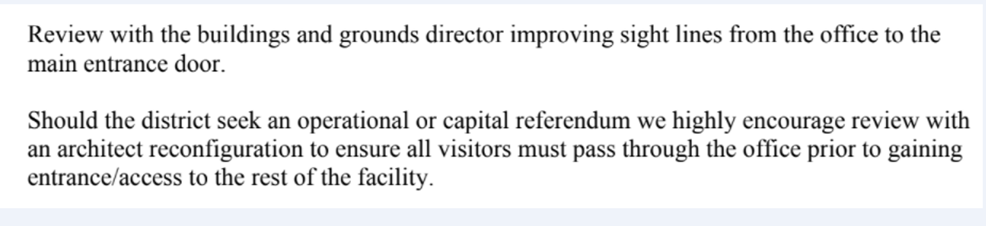 Review with the buildings and grounds director improving sight lines from the office to the
main entrance door.
Should the district seek an operational or capital referendum we highly encourage review with
an architect reconfiguration to ensure all visitors must pass through the office prior to gaining
entrance/access to the rest of the facility.